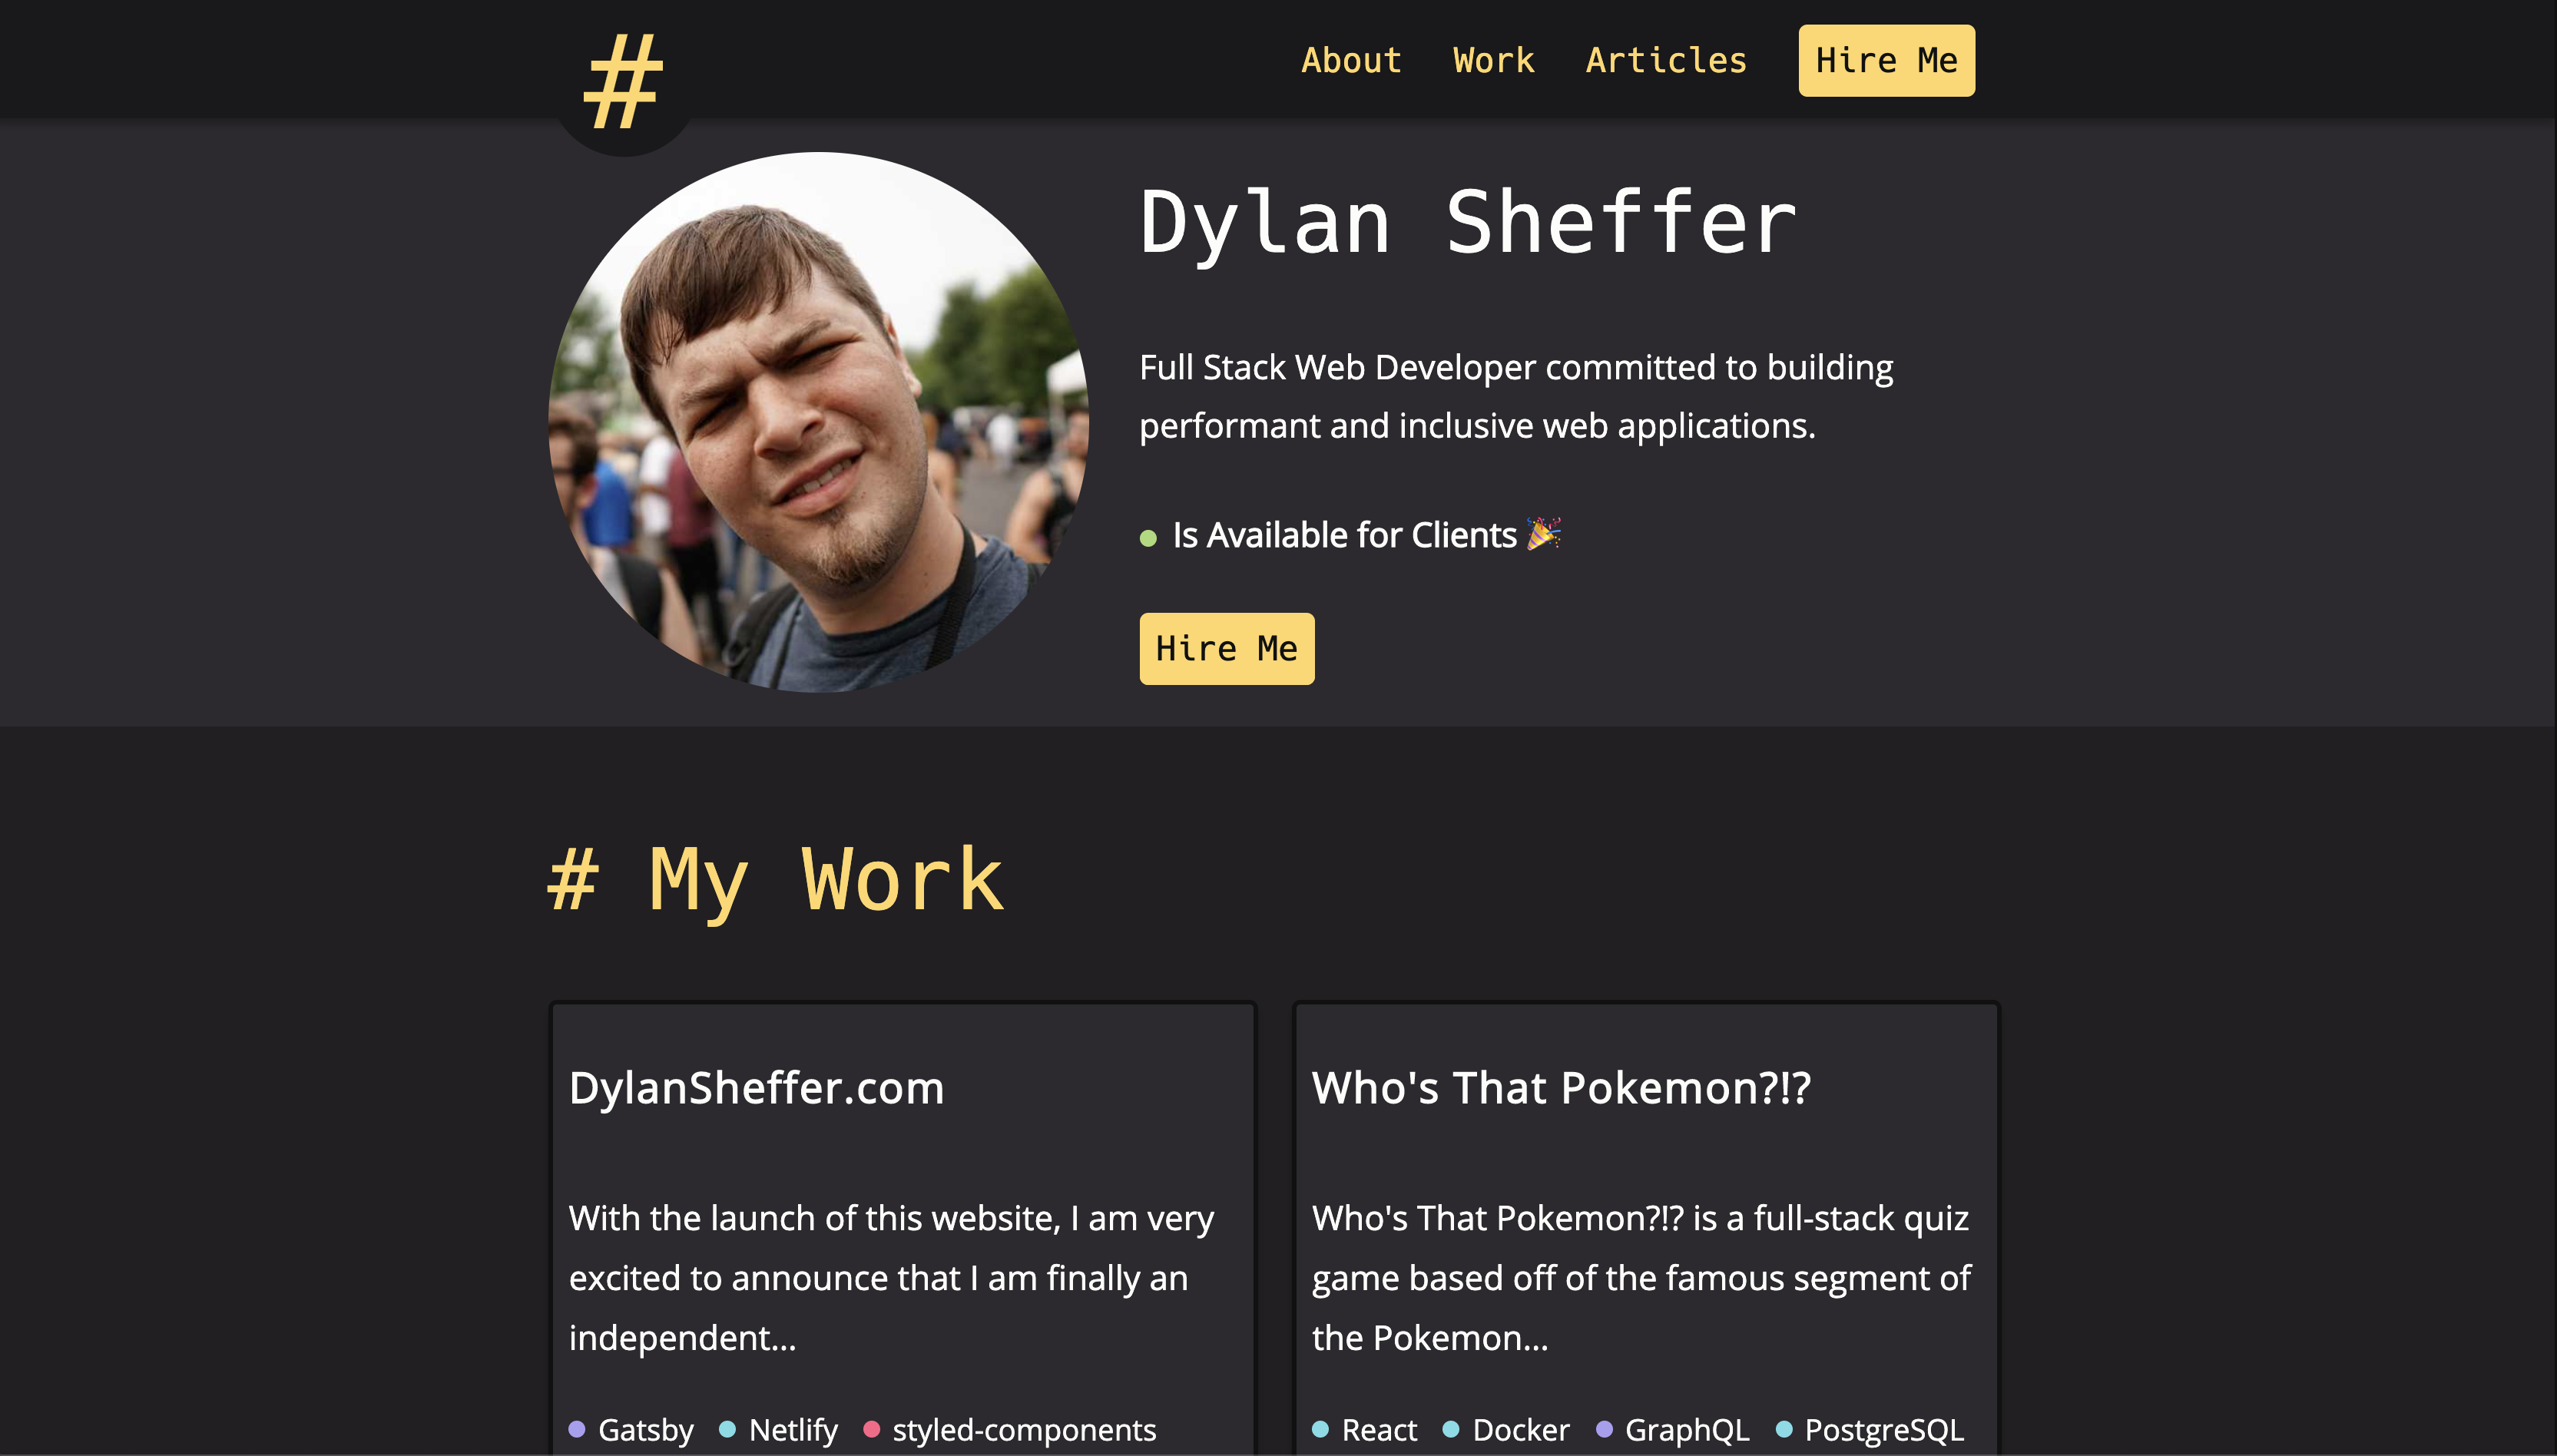 #
About Work Articles Hire Me
Dylan Sheffer
Full Stack Web Developer committed to building
performant and inclusive web applications.
Is Available for Clients 🎉
Hire Me
# My Work
DylanSheffer.com
With the launch of this website, I am very
excited to announce that I am finally an
independent...
Gatsby Netlify styled-components
Who's That Pokemon?!?
Who's That Pokemon?!? is a full-stack quiz
game based off of the famous segment of
the Pokemon...
React Docker GraphQL PostgreSQL